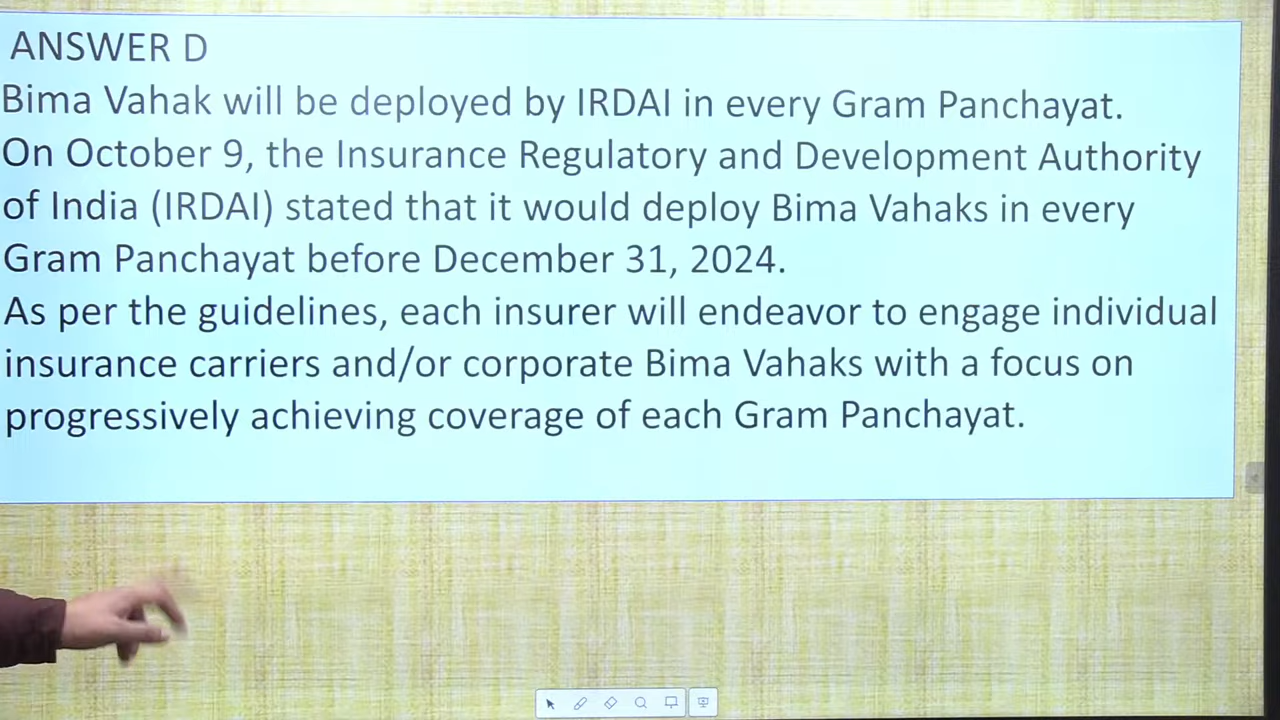 ANSWER D
Bima Vahak will be deployed by IRDAI in every Gram Panchayat.
On October 9, the Insurance Regulatory and Development Authority
of India (IRDAI) stated that it would deploy Bima Vahaks in every
Gram Panchayat before December 31, 2024.
As per the guidelines, each insurer will endeavor to engage individual
insurance carriers and/or corporate Bima Vahaks with a focus on
progressively achieving coverage of each Gram Panchayat.